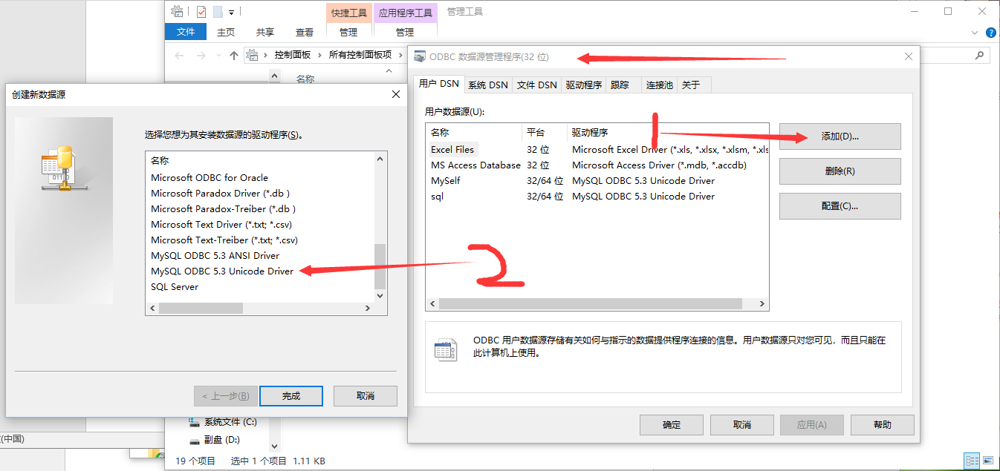 快捷工具
应用程序工具
管理工具
文件
主页
共享
查看
管理
管理
控制面板
所有控制面板项
名称
ODBC 数据源管理程序(32 位)
用户 DSN
系统 DSN
文件 DSN
驱动程序
跟踪
连接池
关于
用户数据源(U):
名称 平台 驱动程序
Excel Files 32 位 Microsoft Excel Driver (*.xls, *.xlsx, *.xlsm, *.xls
MS Access Database 32 位 Microsoft Access Driver (*.mdb, *.accdb)
MySelf 32/64 位 MySQL ODBC 5.3 Unicode Driver
sql 32/64 位 MySQL ODBC 5.3 Unicode Driver
添加(D)...
删除(R)
配置(C)...
1
2
ODBC 用户数据源存储有关如何与指示的数据提供程序连接的信息。用户数据源只对您可见，而且只能在
此计算机上使用。
确定
取消
应用(A)
帮助
创建新数据源
选择您想为其安装数据源的驱动程序(S)。
名称
Microsoft ODBC for Oracle
Microsoft Paradox Driver (*.db )
Microsoft Paradox-Treiber (*.db )
Microsoft Text Driver (*.txt; *.csv)
Microsoft Text-Treiber (*.txt; *.csv)
MySQL ODBC 5.3 ANSI Driver
MySQL ODBC 5.3 Unicode Driver
SQL Server
< 上一步(B)
完成
取消
系统文件 (C:)
副盘 (D:)
(中国)
19 个项目
选中 1 个项目 1.11 KB